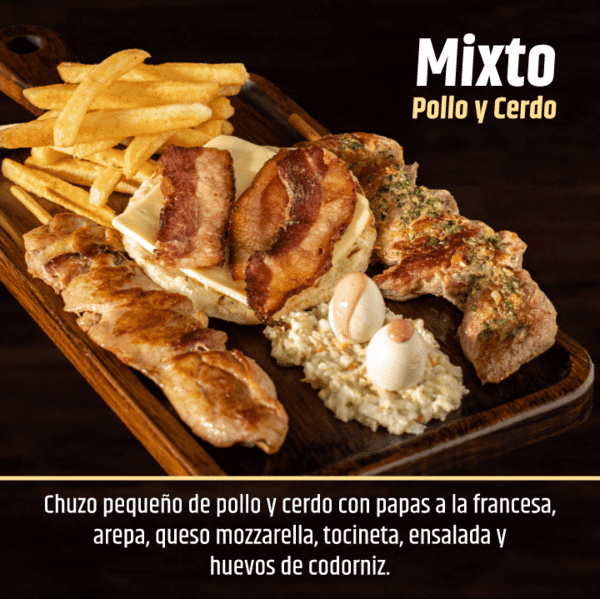 Mixto
Pollo y Cerdo
Chuzo pequeño de pollo y cerdo con papas a la francesa,
arepa, queso mozzarella, tocineta, ensalada y
huevos de codorniz.